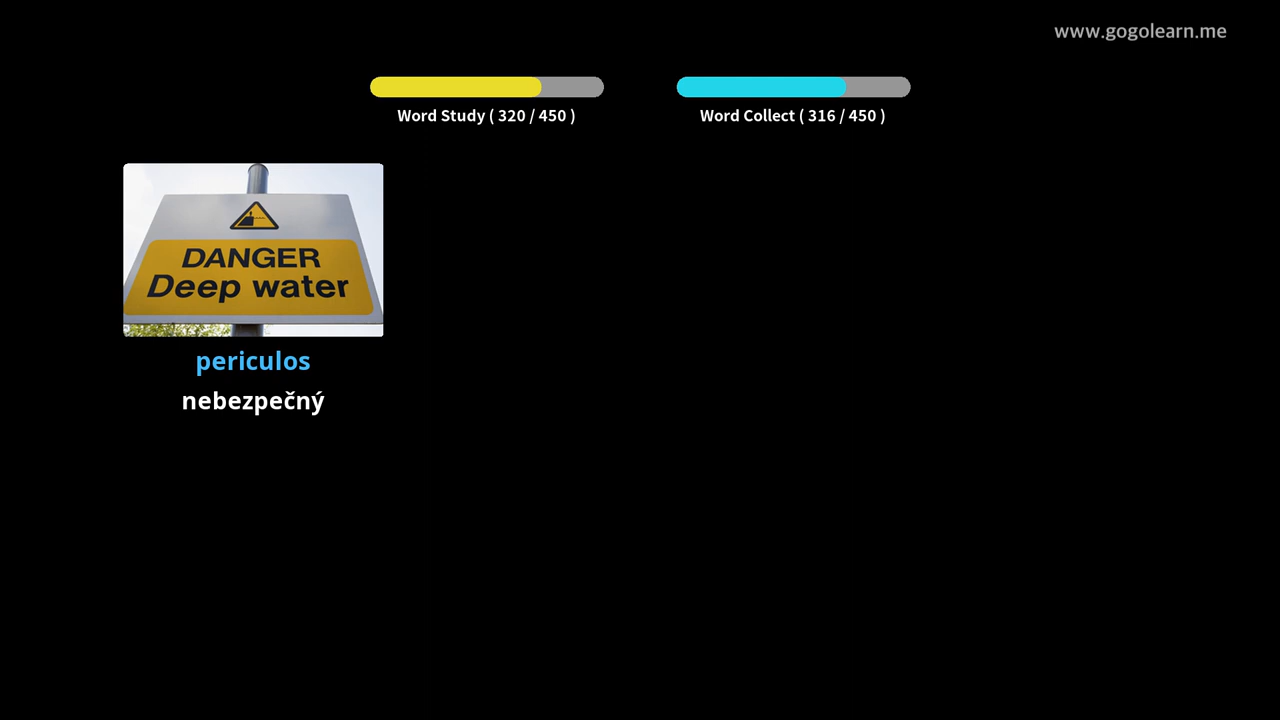 www.gogolearn.me
Word Study ( 320 / 450 )
Word Collect ( 316 / 450 )
DANGER
Deep water
periculos
nebezpečný